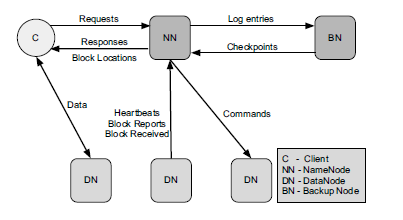 Requests
Log entries
C
NN
BN
Responses
Checkpoints
Block Locations
Data
Heartbeats
Block Reports
Block Received
Commands
DN
DN
DN
C - Client
NN - NameNode
DN - DataNode
BN - Backup Node